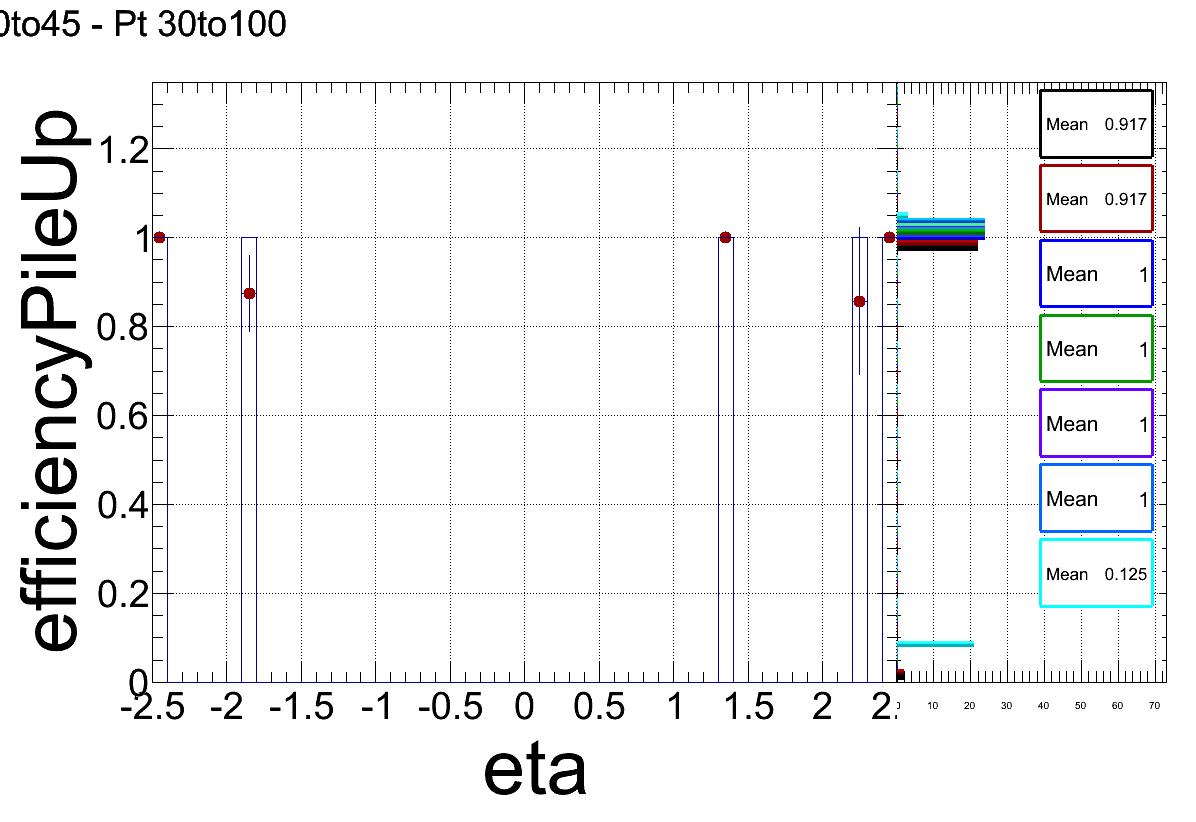 0to45 - Pt 30to100
efficiencyPileUp
1.2
1
0.8
0.6
0.4
0.2
0
-2.5 -2 -1.5 -1 -0.5 0 0.5 1 1.5 2 2.
10 20 30 40 50 60 70
eta
Mean 0.917
Mean 0.917
Mean 1
Mean 1
Mean 1
Mean 1
Mean 0.125